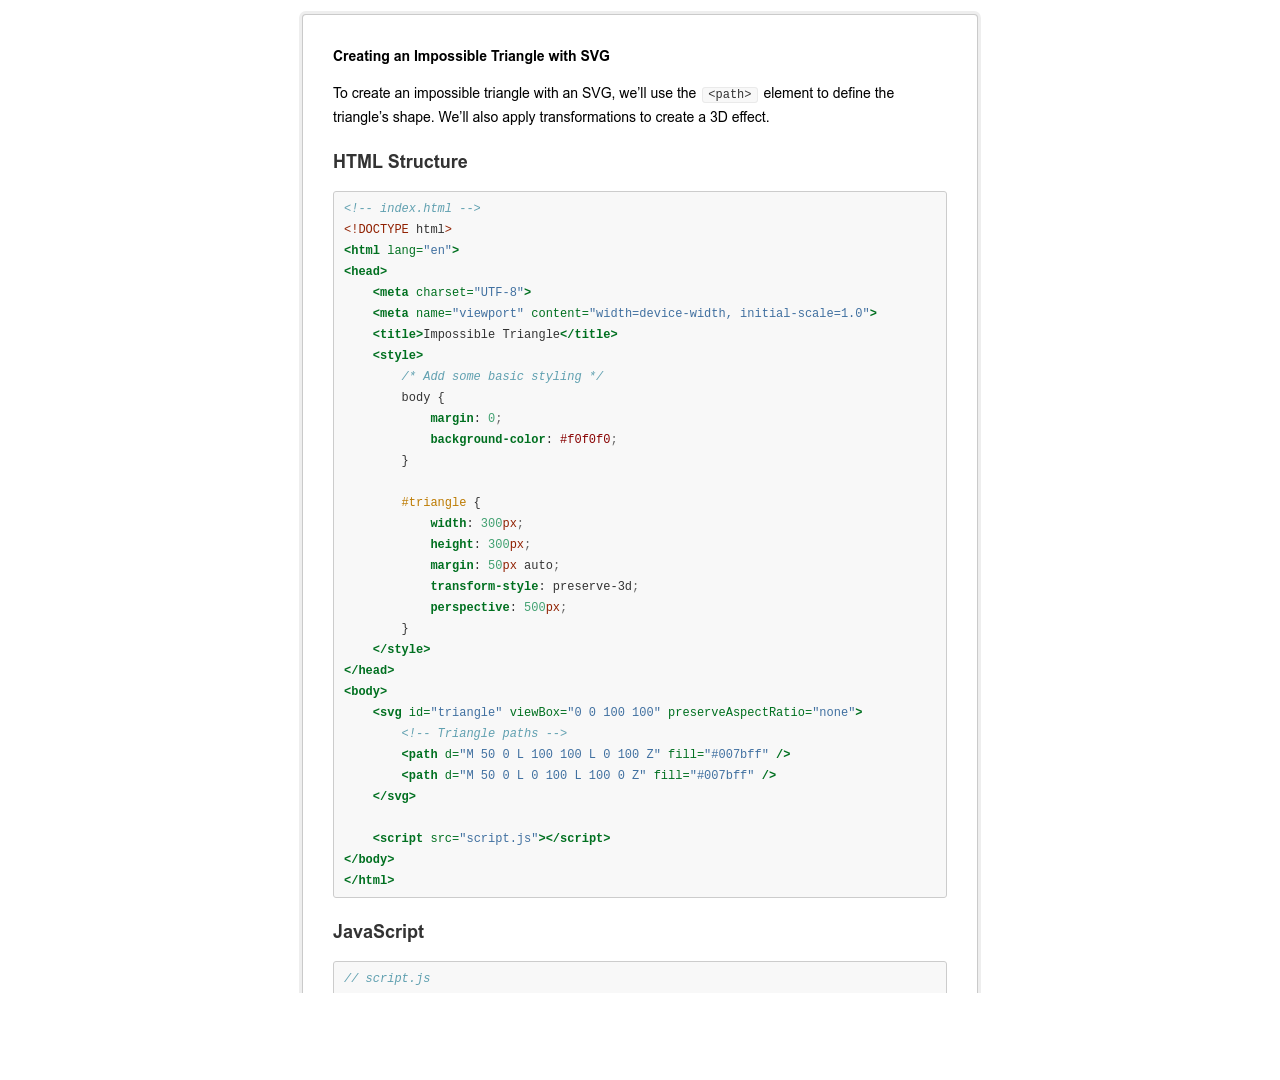 Creating an Impossible Triangle with SVG
To create an impossible triangle with an SVG, we’ll use the <path> element to define the
triangle’s shape. We’ll also apply transformations to create a 3D effect.
HTML Structure
<!-- index.html -->
<!DOCTYPE html>
<html lang="en">
<head>
    <meta charset="UTF-8">
    <meta name="viewport" content="width=device-width, initial-scale=1.0">
    <title>Impossible Triangle</title>
    <style>
        /* Add some basic styling */
        body {
            margin: 0;
            background-color: #f0f0f0;
        }

        #triangle {
            width: 300px;
            height: 300px;
            margin: 50px auto;
            transform-style: preserve-3d;
            perspective: 500px;
        }
    </style>
</head>
<body>
    <svg id="triangle" viewBox="0 0 100 100" preserveAspectRatio="none">
        <!-- Triangle paths -->
        <path d="M 50 0 L 100 100 L 0 100 Z" fill="#007bff" />
        <path d="M 50 0 L 0 100 L 100 0 Z" fill="#007bff" />
    </svg>

    <script src="script.js"></script>
</body>
</html>
JavaScript
// script.js